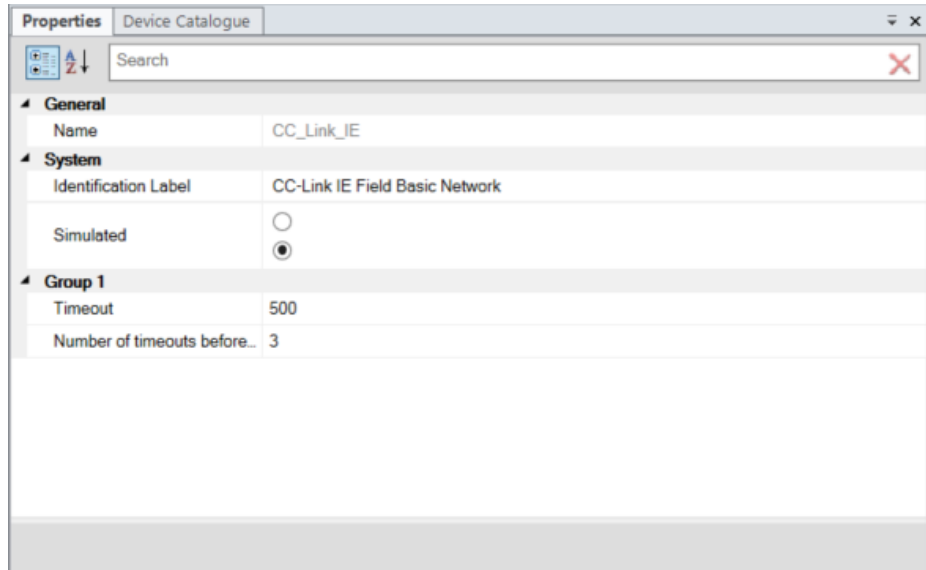 Properties Device Catalogue
Search
General
Name CC_Link_IE
System
Identification Label CC-Link IE Field Basic Network
Simulated
Group 1
Timeout 500
Number of timeouts before... 3